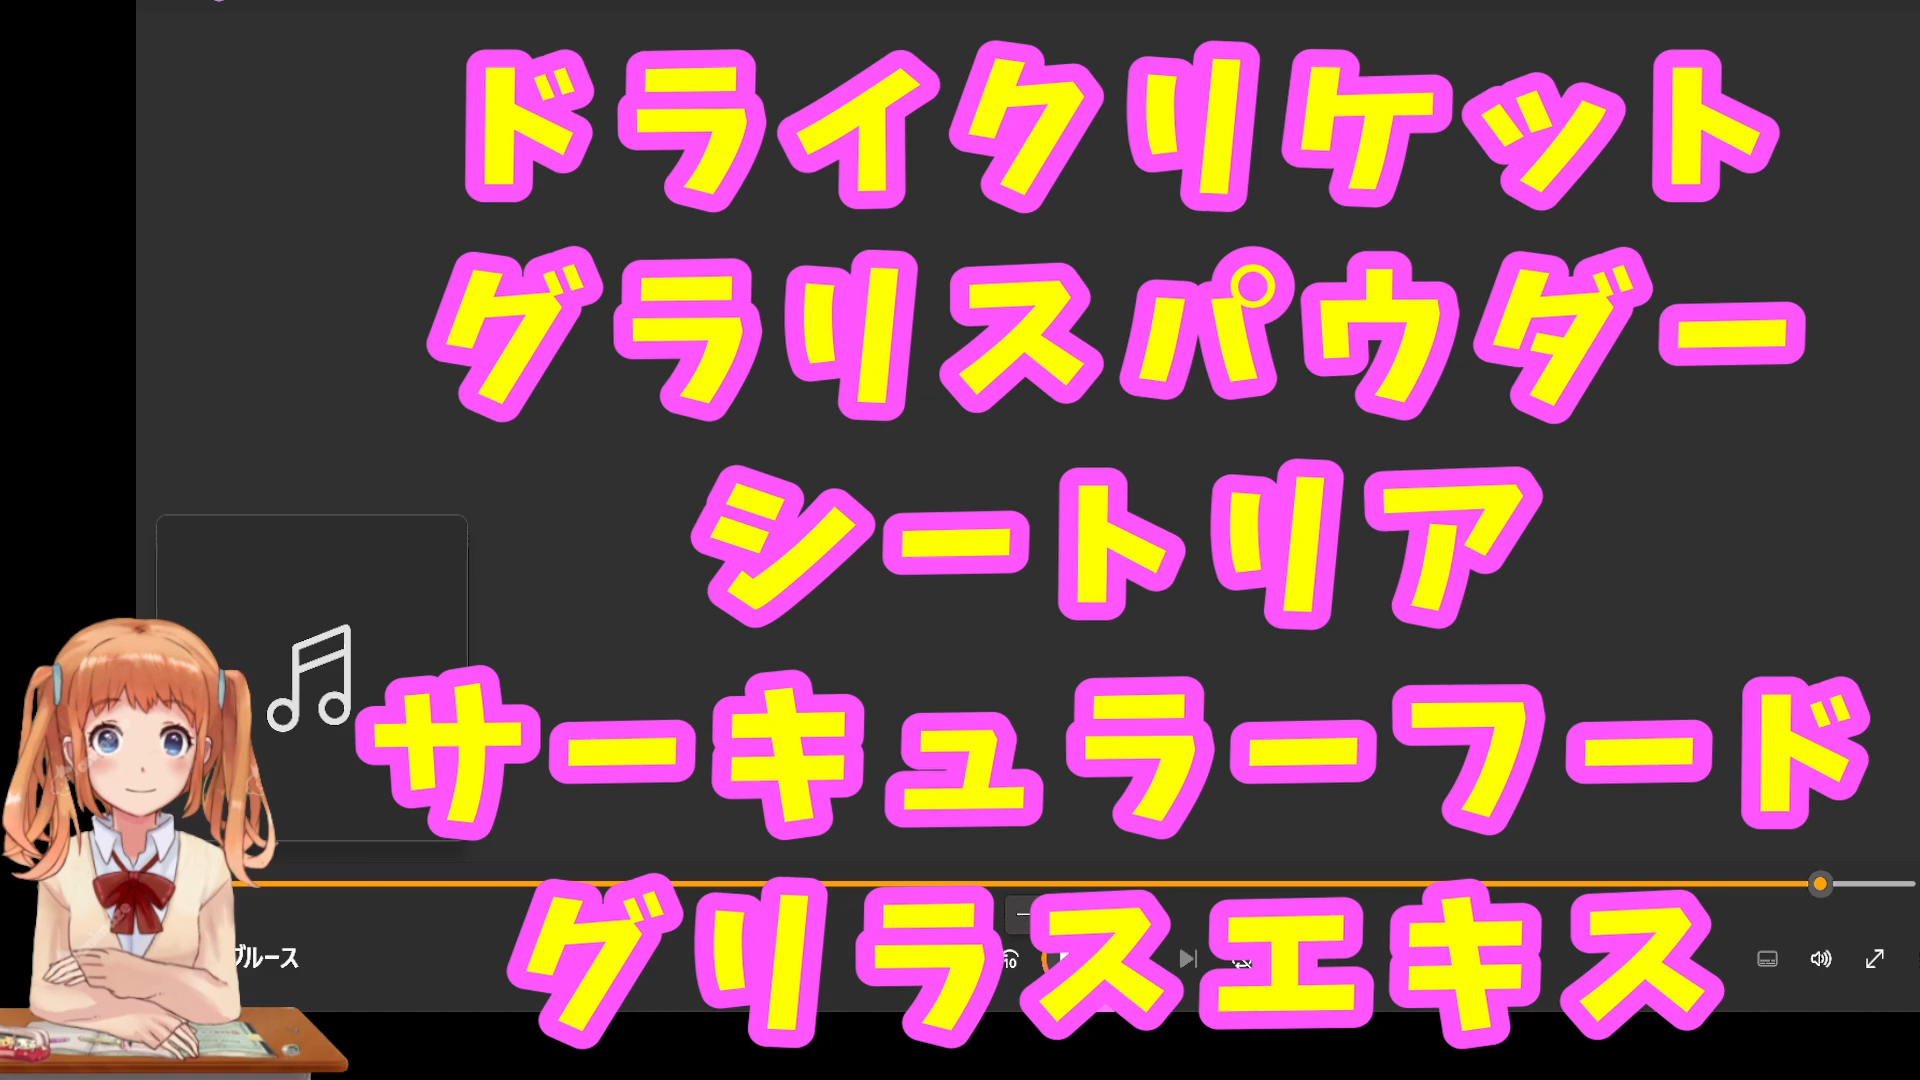 ドライクリケット
グラリスパウダー
シートリア
サーキュラーフード
グリラスエキス
ブルース
10